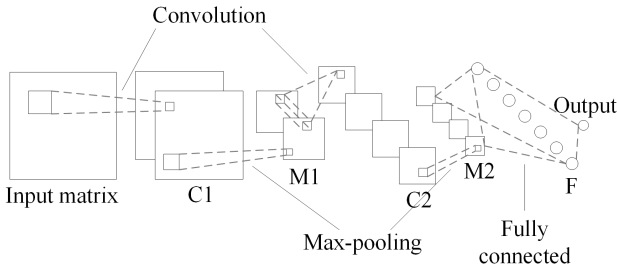 Convolution
Output
Input matrix
C1
M1
C2
M2
F
Max-pooling
Fully
connected